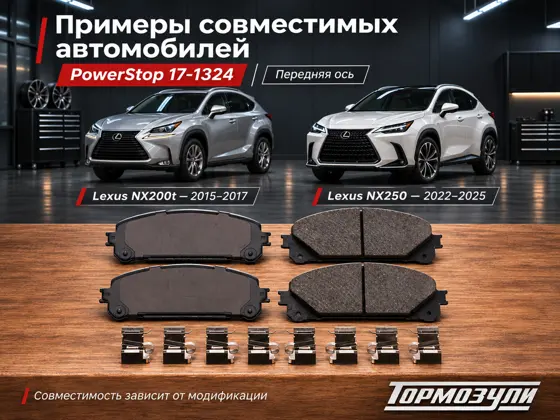 Примеры совместимых
автомобилей
PowerStop 17-1324
Передняя ось
Lexus NX200t — 2015–2017
Lexus NX250 — 2022–2025
Совместимость зависит от модификации
ТОРМОЗУЛИ